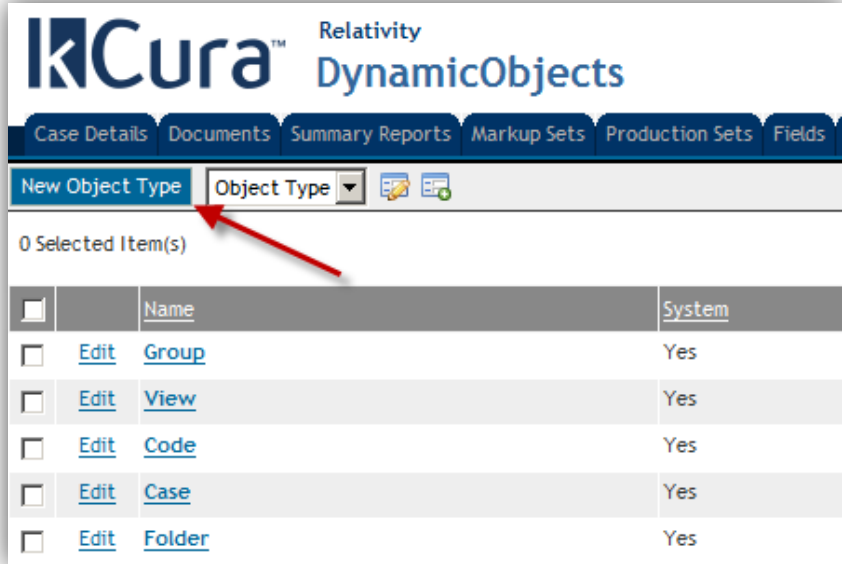 kCura™
Relativity
DynamicObjects
Case Details Documents Summary Reports Markup Sets Production Sets Fields
New Object Type Object Type
0 Selected Item(s)
Name System
Edit Group Yes
Edit View Yes
Edit Code Yes
Edit Case Yes
Edit Folder Yes